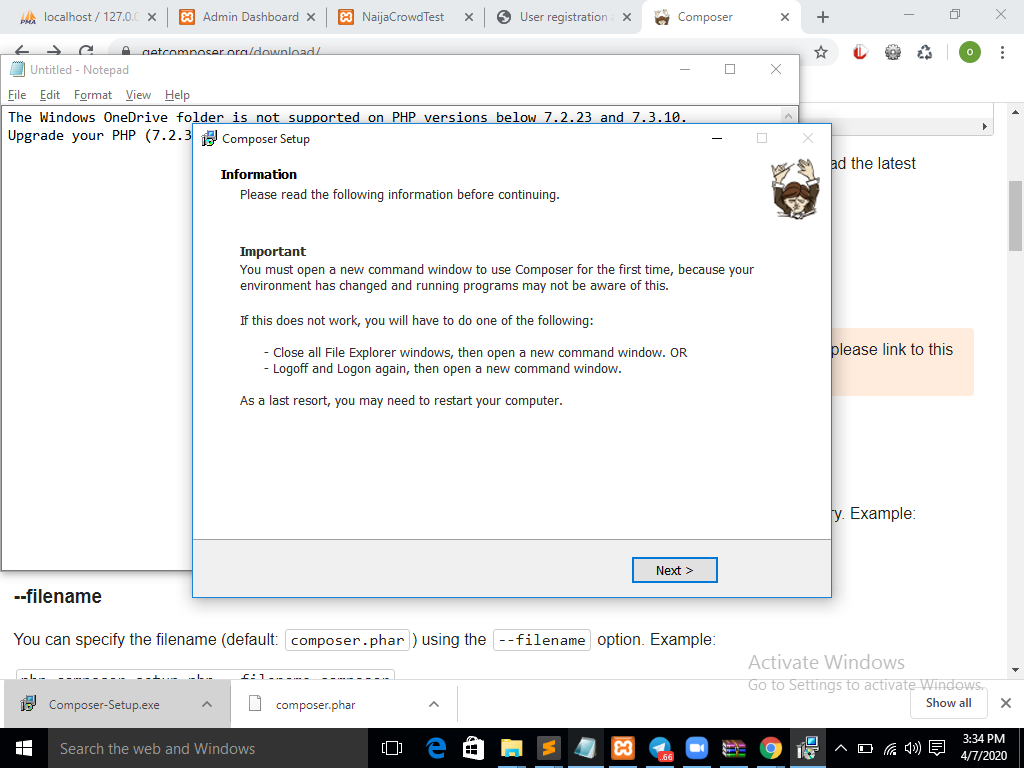 localhost / 127.0.0
Admin Dashboard
NaijaCrowdTest
User registration
Composer
getcomposer.org/download/
Untitled - Notepad
File Edit Format View Help
The Windows OneDrive folder is not supported on PHP versions below 7.2.23 and 7.3.10.
Upgrade your PHP (7.2.3
Composer Setup
Information
Please read the following information before continuing.
ad the latest
Important
You must open a new command window to use Composer for the first time, because your
environment has changed and running programs may not be aware of this.
If this does not work, you will have to do one of the following:
please link to this
- Close all File Explorer windows, then open a new command window. OR
- Logoff and Logon again, then open a new command window.
As a last resort, you may need to restart your computer.
ry. Example:
Next >
--filename
You can specify the filename (default: composer.phar ) using the --filename option. Example:
php composer-setup.php --filename=composer
Activate Windows
Go to Settings to activate Windows.
Composer-Setup.exe
composer.phar
Show all
Search the web and Windows
.66
3:34 PM
4/7/2020